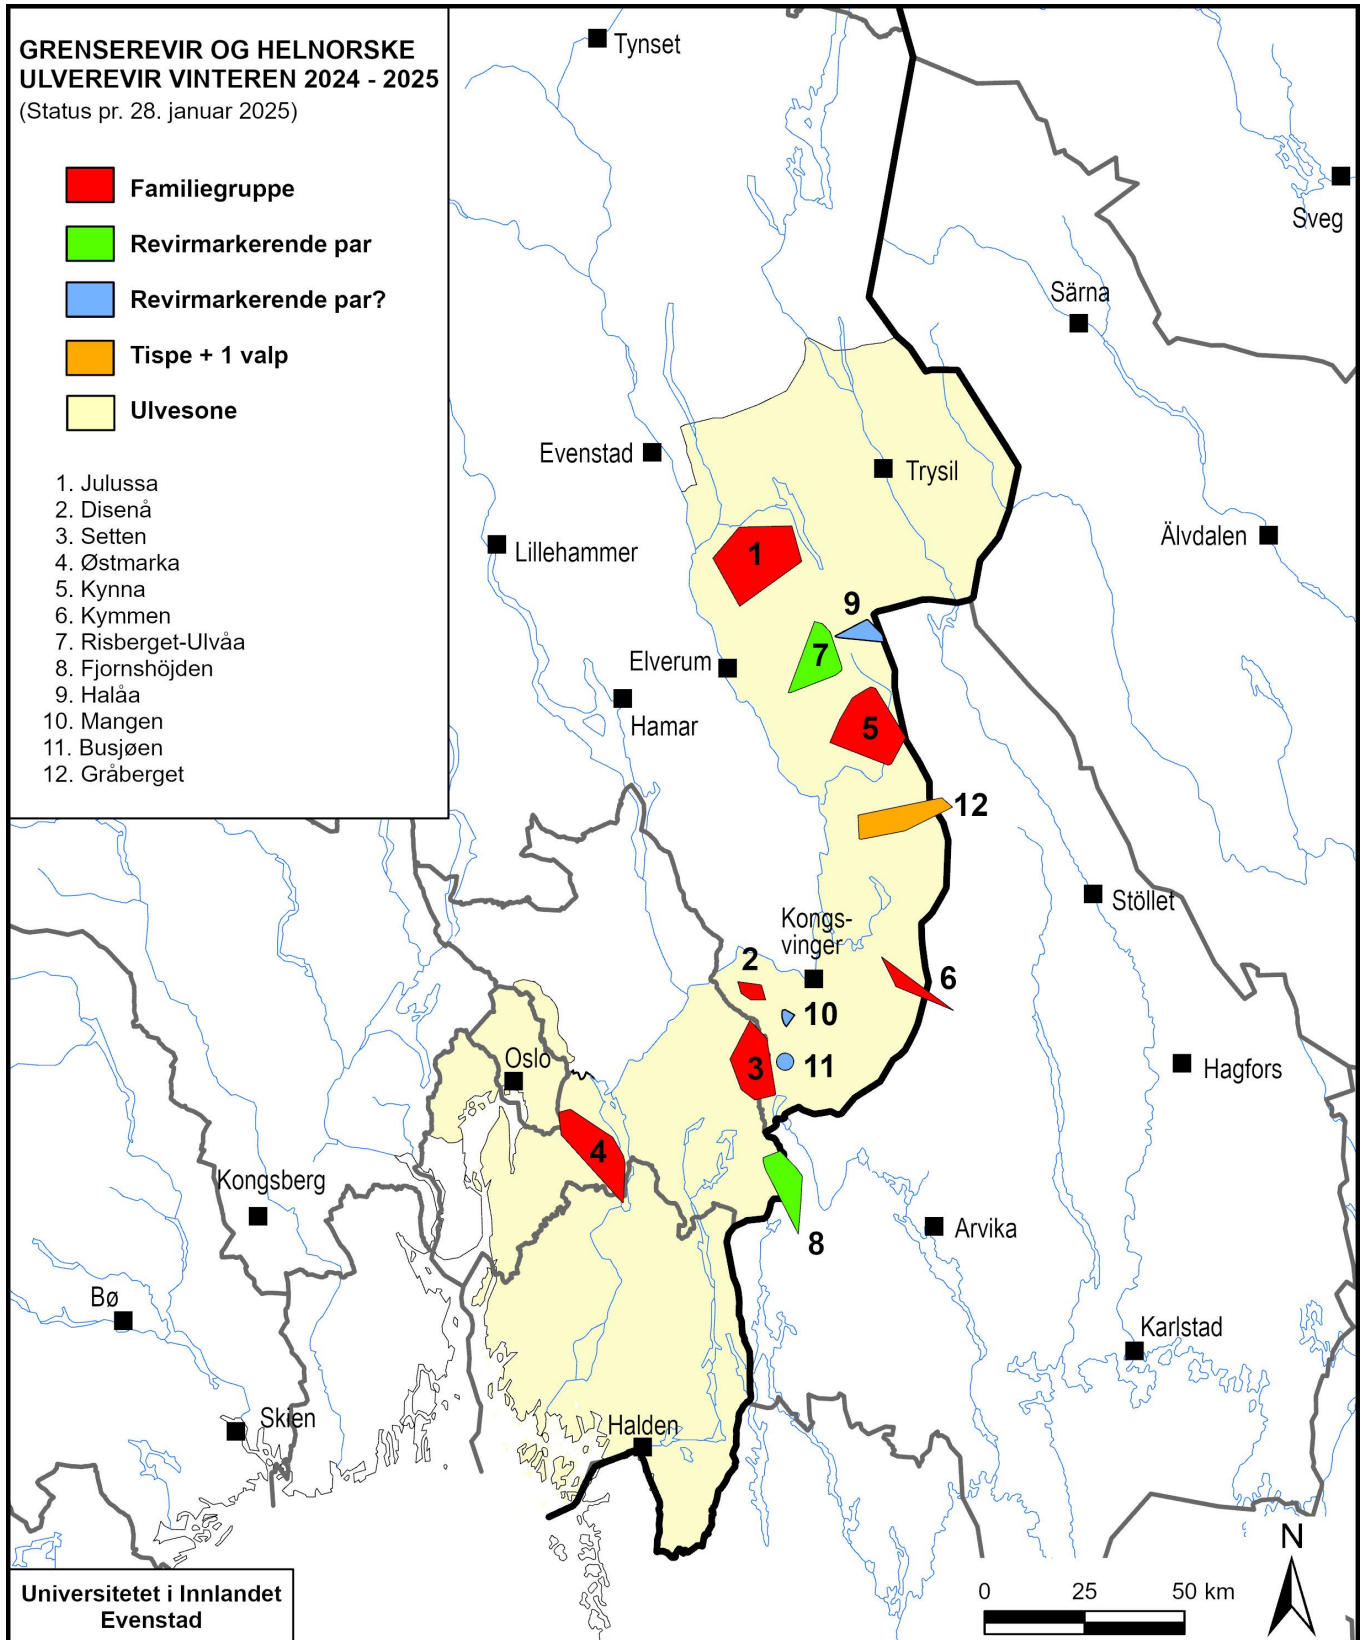 GRENSEREVIR OG HELNORSKE
ULVEREVIR VINTEREN 2024 - 2025
(Status pr. 28. januar 2025)
Familiegruppe
Revirmarkerende par
Revirmarkerende par?
Tispe + 1 valp
Ulvesone
1. Julussa
2. Disenå
3. Setten
4. Østmarka
5. Kynna
6. Kymmen
7. Risberget-Ulvåa
8. Fjornshöjden
9. Halåa
10. Mangen
11. Busjøen
12. Gråberget
Tynset
Sveg
Särna
Evenstad
Trysil
Lillehammer
Älvdalen
1
9
7
Elverum
Hamar
5
12
Stöllet
Kongs-
vinger
2
6
10
Oslo
3
11
Hagfors
4
Kongsberg
8
Arvika
Bø
Karlstad
Skien
Halden
N
0 25 50 km
Universitetet i Innlandet
Evenstad